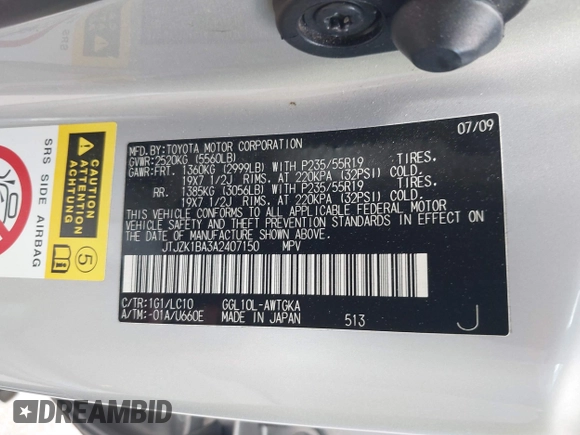 MFD.BY:TOYOTA MOTOR CORPORATION 07/09
GVWR:2520KG (5560LB)
GAWR:FRT. 1360KG (2999LB) WITH P235/55R19 TIRES.
19X7 1/2J RIMS. AT 220KPA (32PSI) COLD.
RR. 1385KG (3056LB) WITH P235/55R19 TIRES.
19X7 1/2J RIMS. AT 220KPA (32PSI) COLD.
THIS VEHICLE CONFORMS TO ALL APPLICABLE FEDERAL MOTOR
VEHICLE SAFETY AND THEFT PREVENTION STANDARDS IN EFFECT ON
THE DATE OF MANUFACTURE SHOWN ABOVE.
JTJZK1BA3A2407150 MPV
C/TR:1G1/LC10 GGL10L-AWTGKA
A/TM:-01A/U660E MADE IN JAPAN 513 J
SRS SIDE AIRBAG
5
DREAMBID